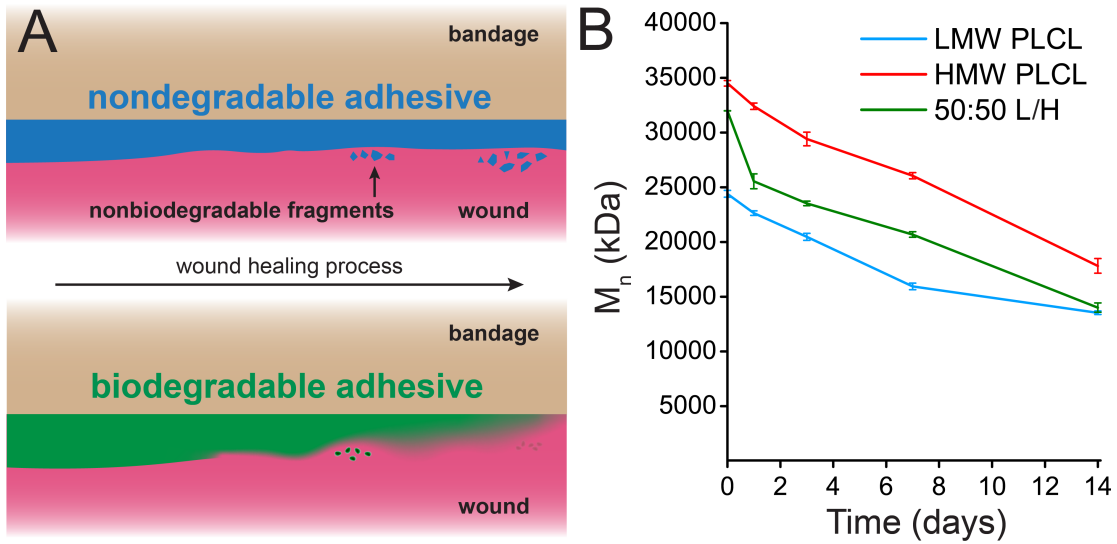 A
bandage
nondegradable adhesive
nonbiodegradable fragments
wound
wound healing process
bandage
biodegradable adhesive
wound
B
LMW PLCL
HMW PLCL
50:50 L/H
Mn (kDa)
40000
35000
30000
25000
20000
15000
10000
5000
0 2 4 6 8 10 12 14
Time (days)